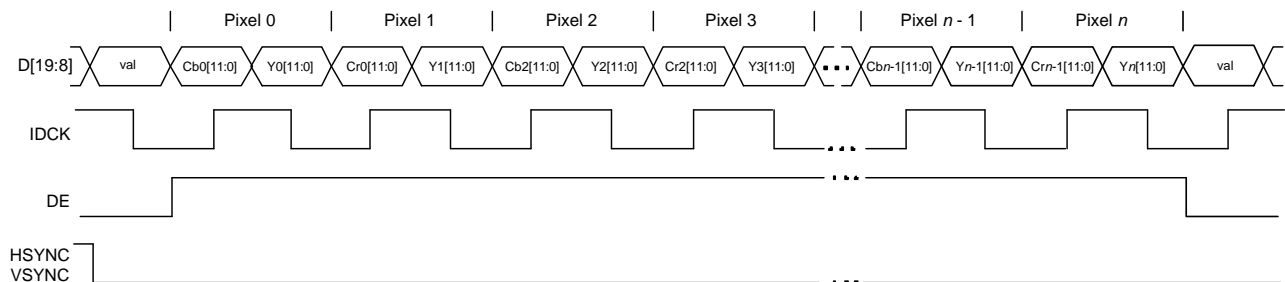 Pixel 0 Pixel 1 Pixel 2 Pixel 3 Pixel n - 1 Pixel n
D[19:8] val Cb0[11:0] Y0[11:0] Cr0[11:0] Y1[11:0] Cb2[11:0] Y2[11:0] Cr2[11:0] Y3[11:0] ... Cbn-1[11:0] Yn-1[11:0] Crn-1[11:0] Yn[11:0] val
IDCK ...
DE ...
HSYNC
VSYNC ...